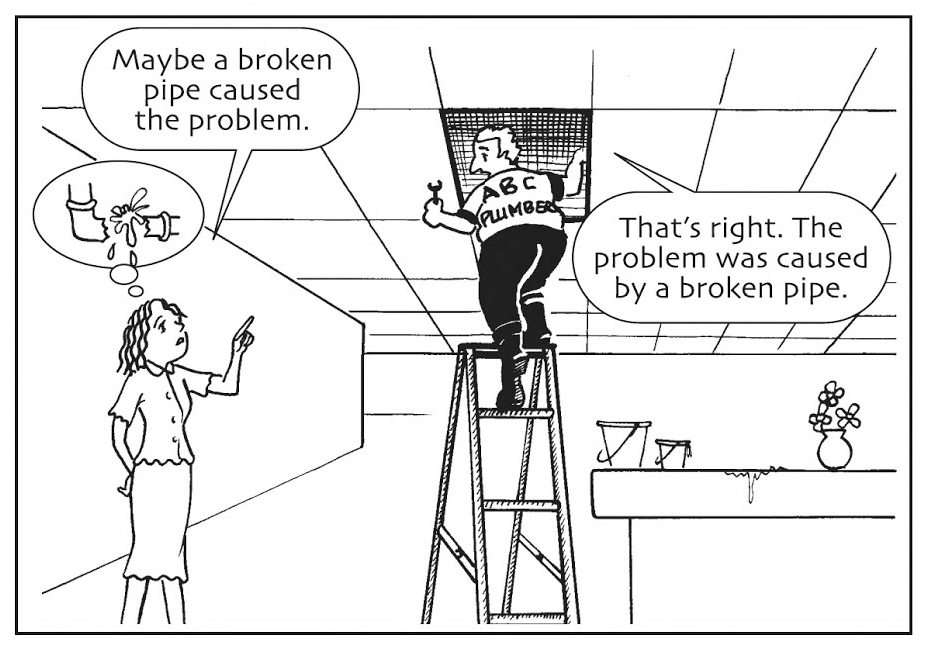 Maybe a broken
pipe caused
the problem.
ABC
PLUMBERS
That's right. The
problem was caused
by a broken pipe.